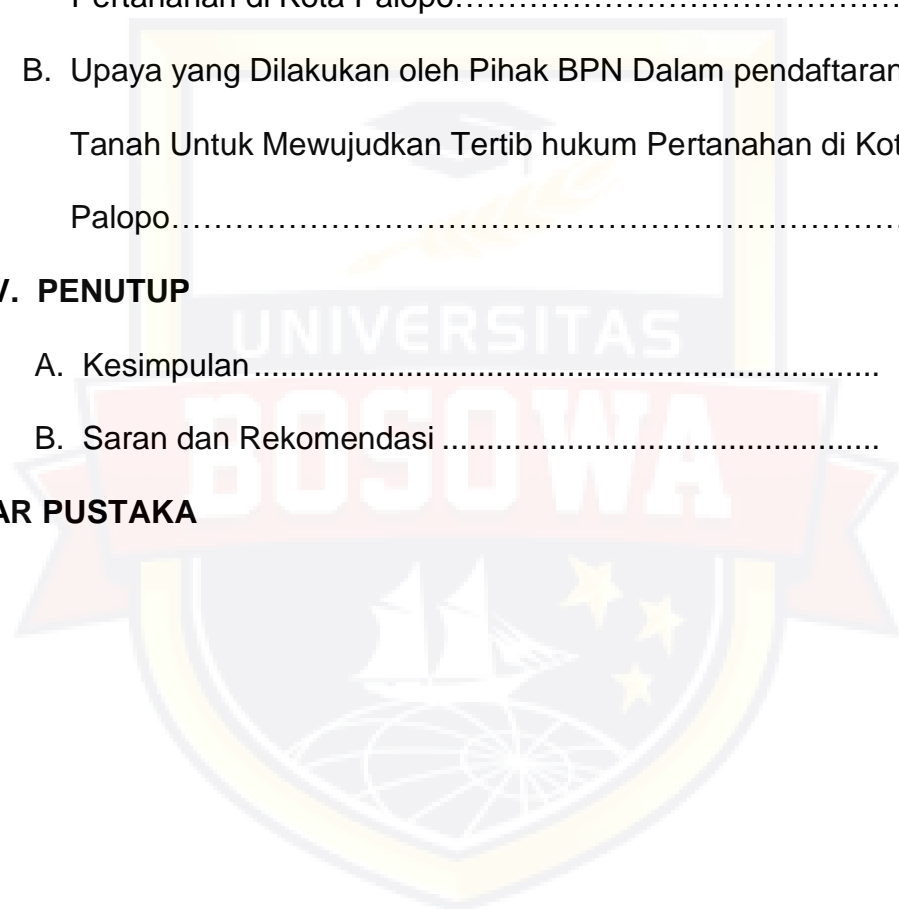 Pertanahan di Kota Palopo……………………………………
B. Upaya yang Dilakukan oleh Pihak BPN Dalam pendaftaran
Tanah Untuk Mewujudkan Tertib hukum Pertanahan di Kot
Palopo………………………………………………………………
V. PENUTUP
UNIVERSITAS
A. Kesimpulan.....................................................................
BOSOWA
B. Saran dan Rekomendasi ................................................
AR PUSTAKA